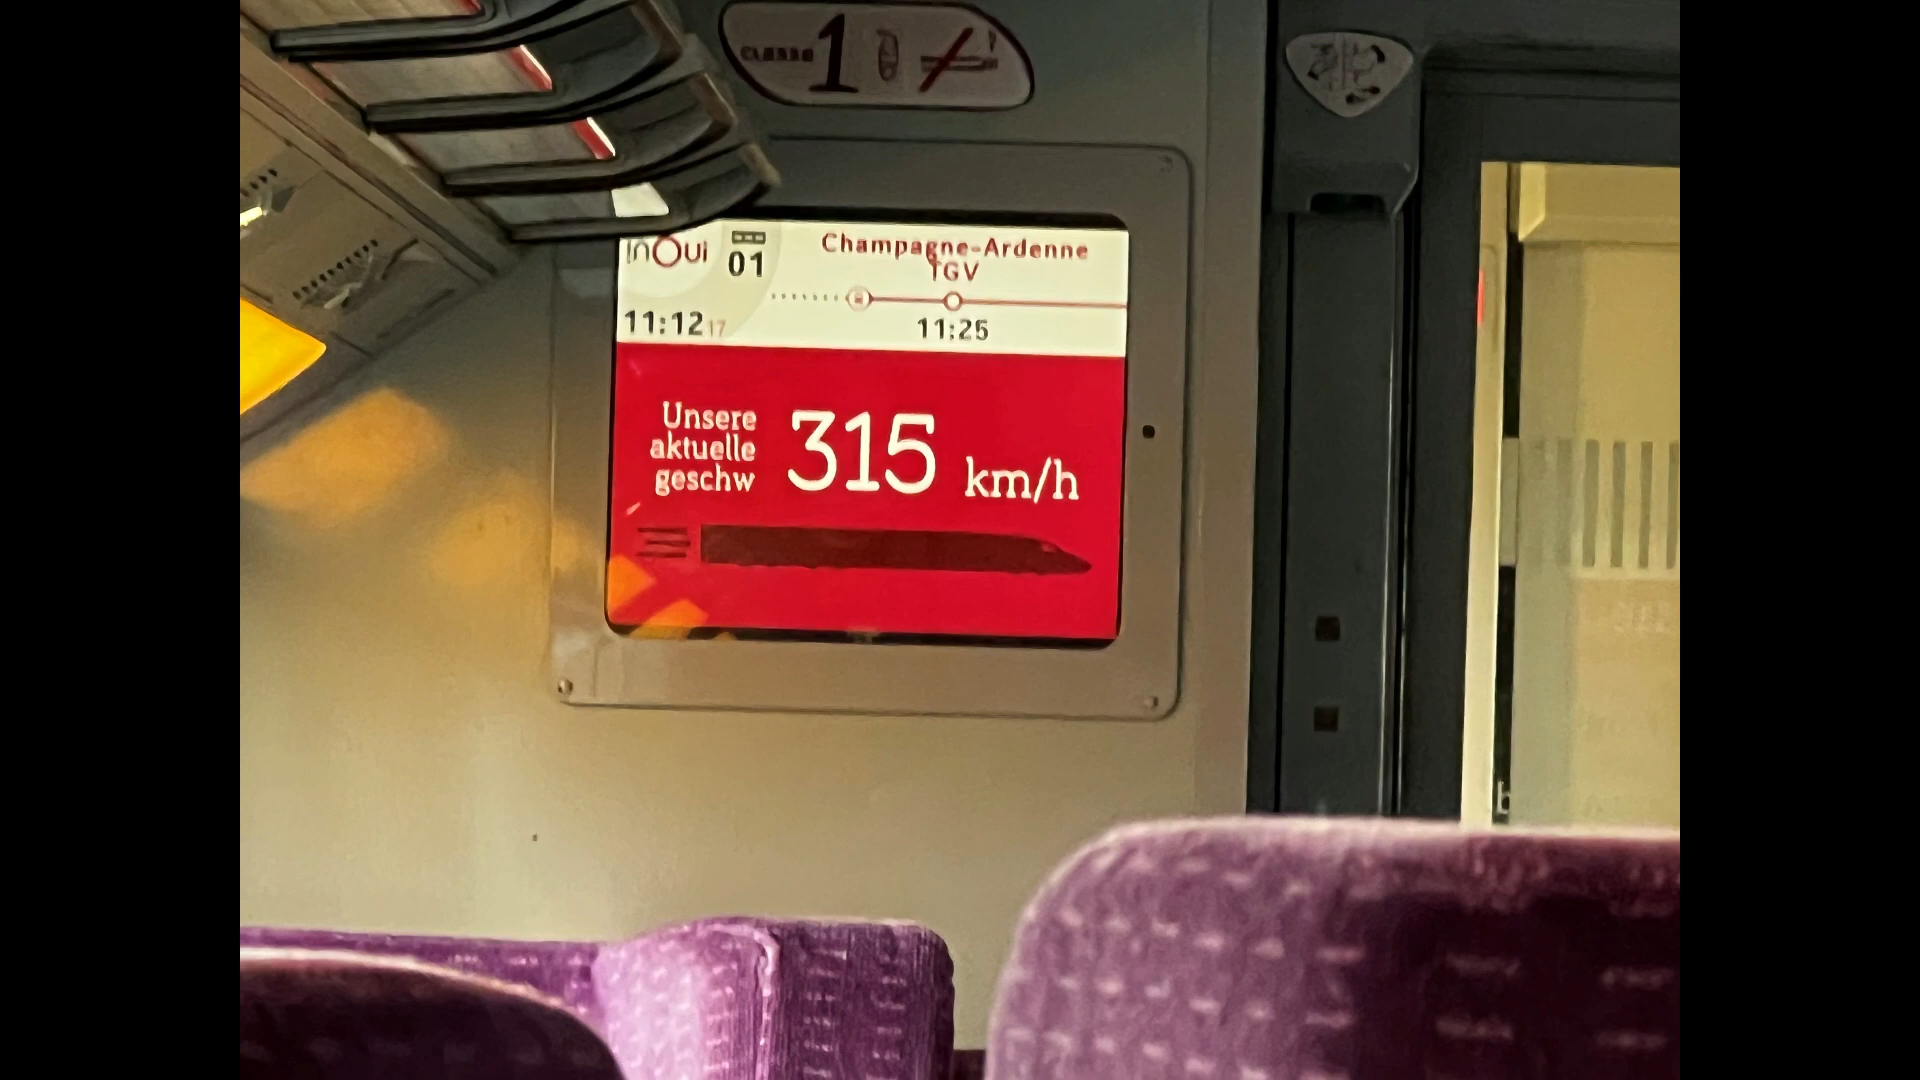 CLASSE 1
inOui
01
Champagne-Ardenne
TGV
11:12 17
11:25
Unsere
aktuelle
geschw
315 km/h